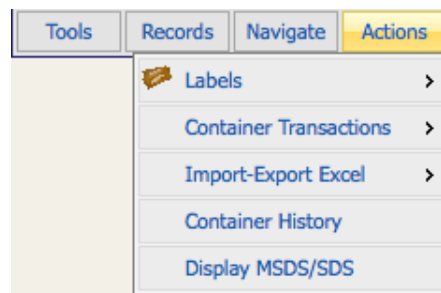 Tools Records Navigate Actions
Labels
Container Transactions
Import-Export Excel
Container History
Display MSDS/SDS